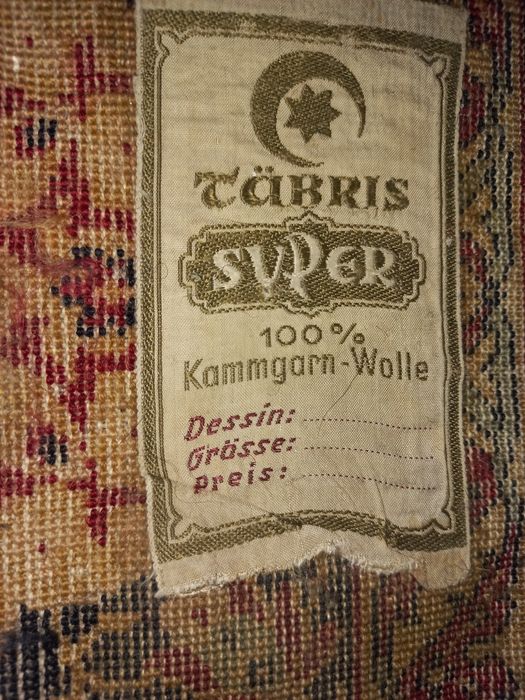 TÄBRIS
SUPER
100%
Kammgarn-Wolle
Dessin:
Grösse:
Preis: